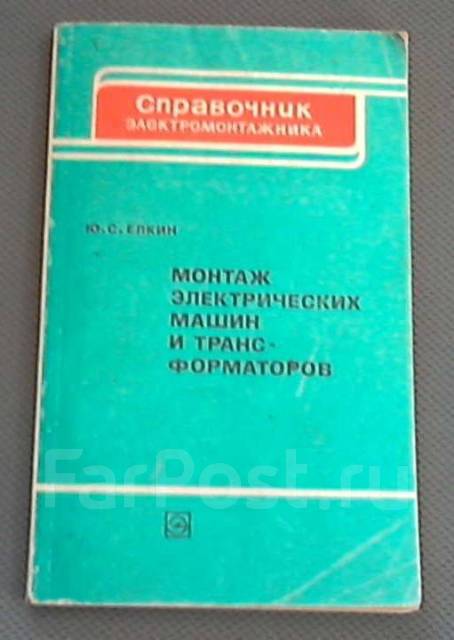 Справочник
ЭЛЕКТРОМОНТАЖНИКА
Ю. С. ЕЛКИН
МОНТАЖ
ЭЛЕКТРИЧЕСКИХ
МАШИН
И ТРАНС-
ФОРМАТОРОВ
FarPost.ru